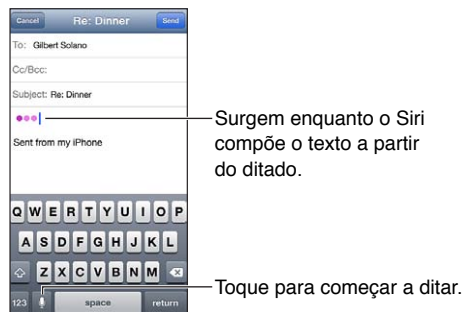 Cancel Re: Dinner Send
To: Gilbert Solano
Cc/Bcc:
Subject: Re: Dinner
Surgem enquanto o Siri
compõe o texto a partir
do ditado.
Sent from my iPhone
Q W E R T Y U I O P
A S D F G H J K L
Z X C V B N M
123 space return
Toque para começar a ditar.